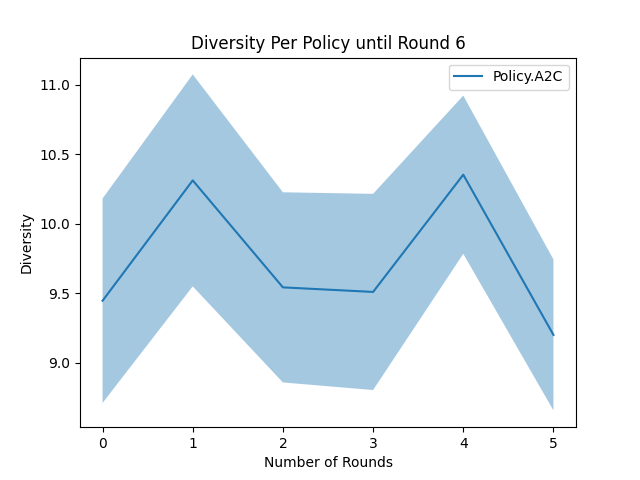 Diversity Per Policy until Round 6
Policy.A2C
11.0
10.5
10.0
9.5
9.0
Diversity
0 1 2 3 4 5
Number of Rounds